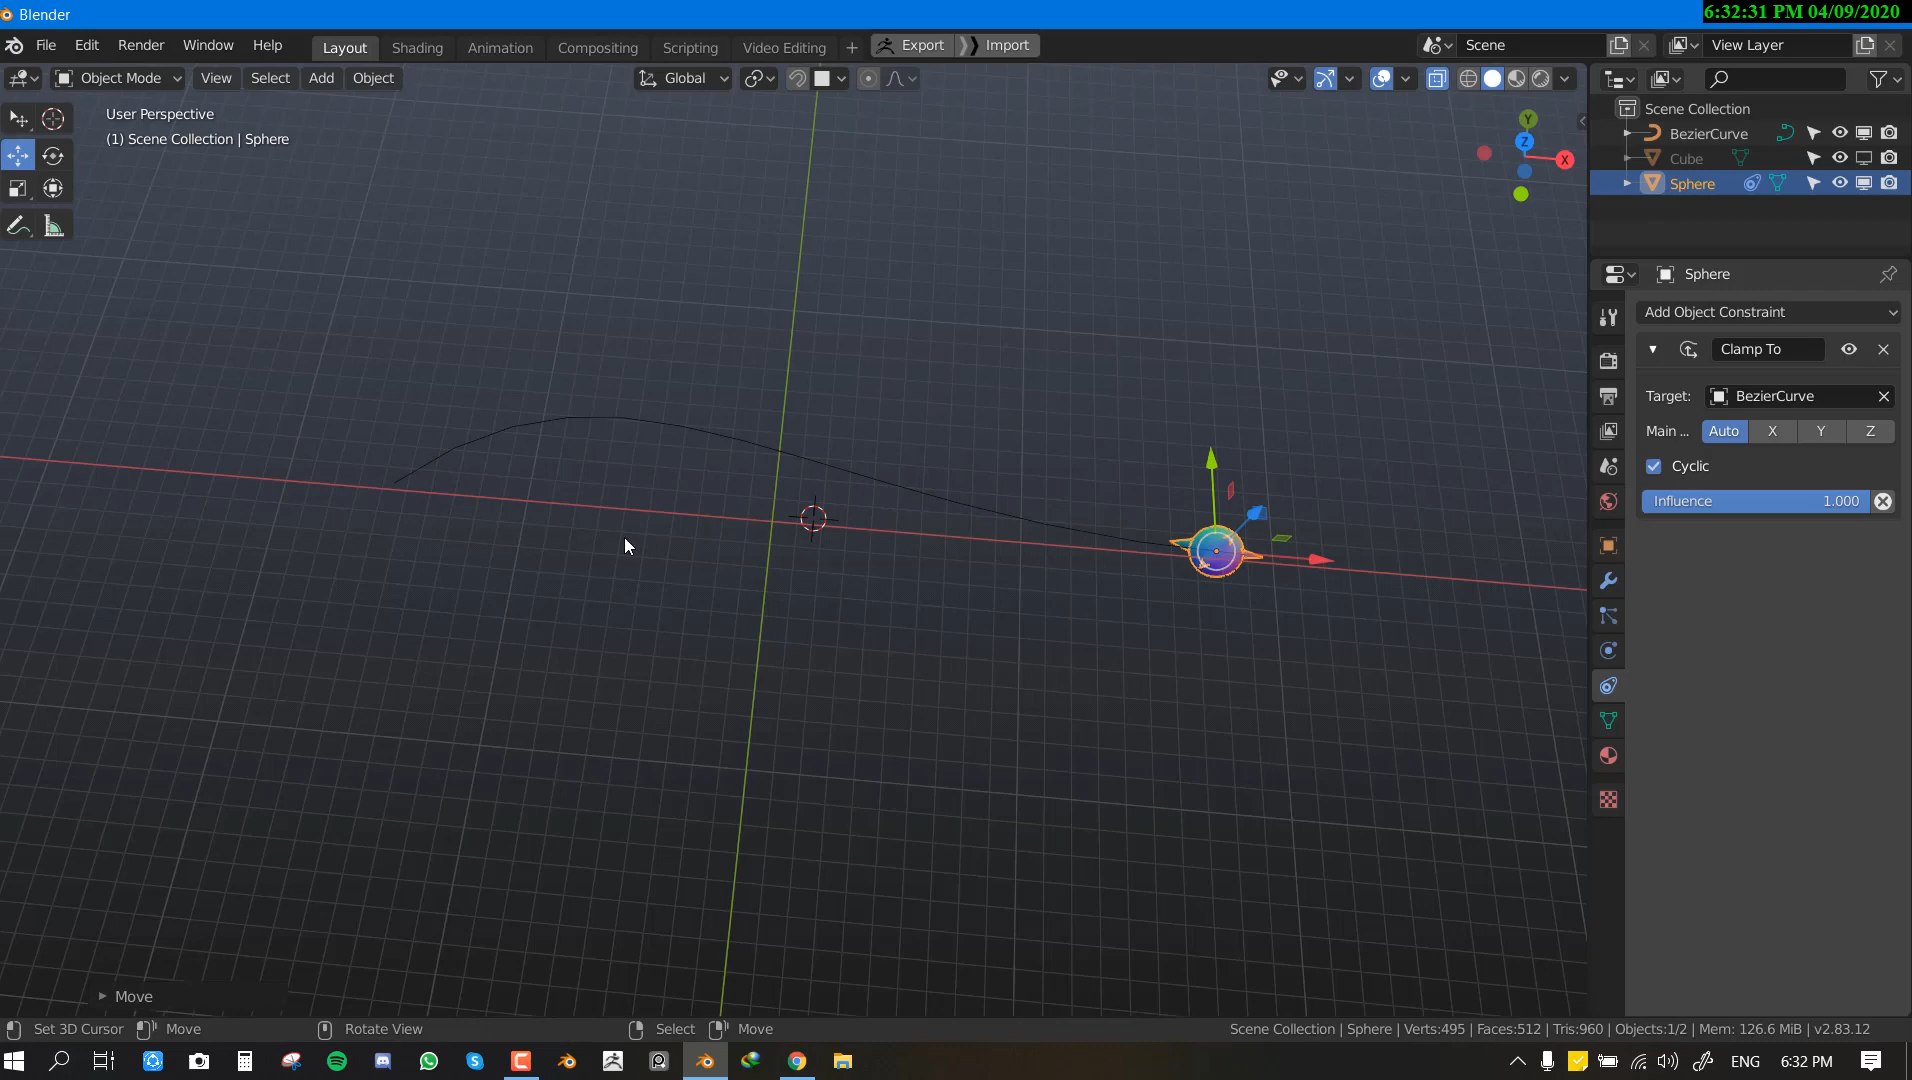 Blender
6:32:31 PM 04/09/2020
File Edit Render Window Help
Layout Shading Animation Compositing Scripting Video Editing + Export Import
Scene
View Layer
Object Mode View Select Add Object
Global
User Perspective
(1) Scene Collection | Sphere
Y
Z
X
Scene Collection
BezierCurve
Cube
Sphere
Sphere
Add Object Constraint
Clamp To
Target: BezierCurve
Main ... Auto X Y Z
Cyclic
Influence 1.000
Move
Set 3D Cursor Move Rotate View Select Move
Scene Collection | Sphere | Verts:495 | Faces:512 | Tris:960 | Objects:1/2 | Mem: 126.6 MiB | v2.83.12
ENG 6:32 PM